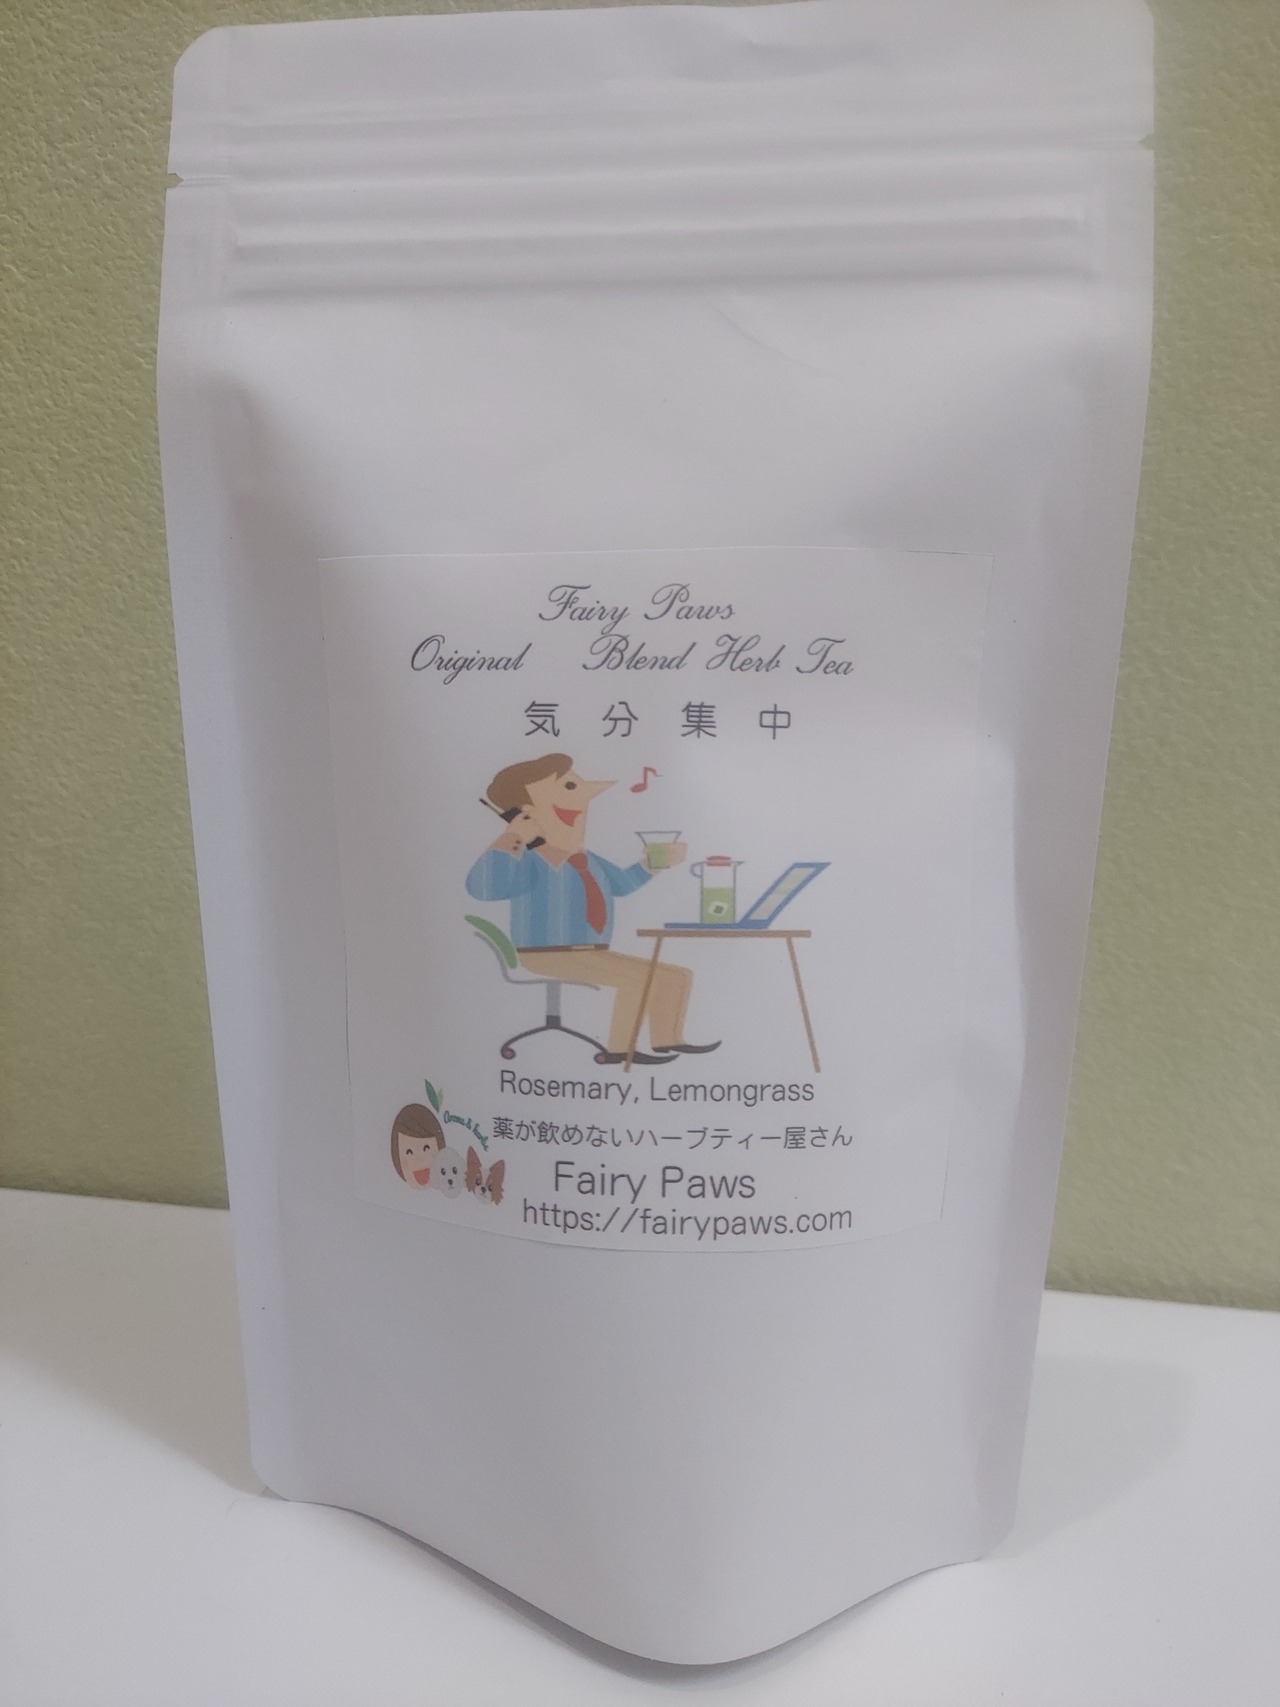 Fairy Paws
Original Blend Herb Tea
気分集中
Rosemary, Lemongrass
薬が飲めないハーブティー屋さん
Fairy Paws
https://fairypaws.com